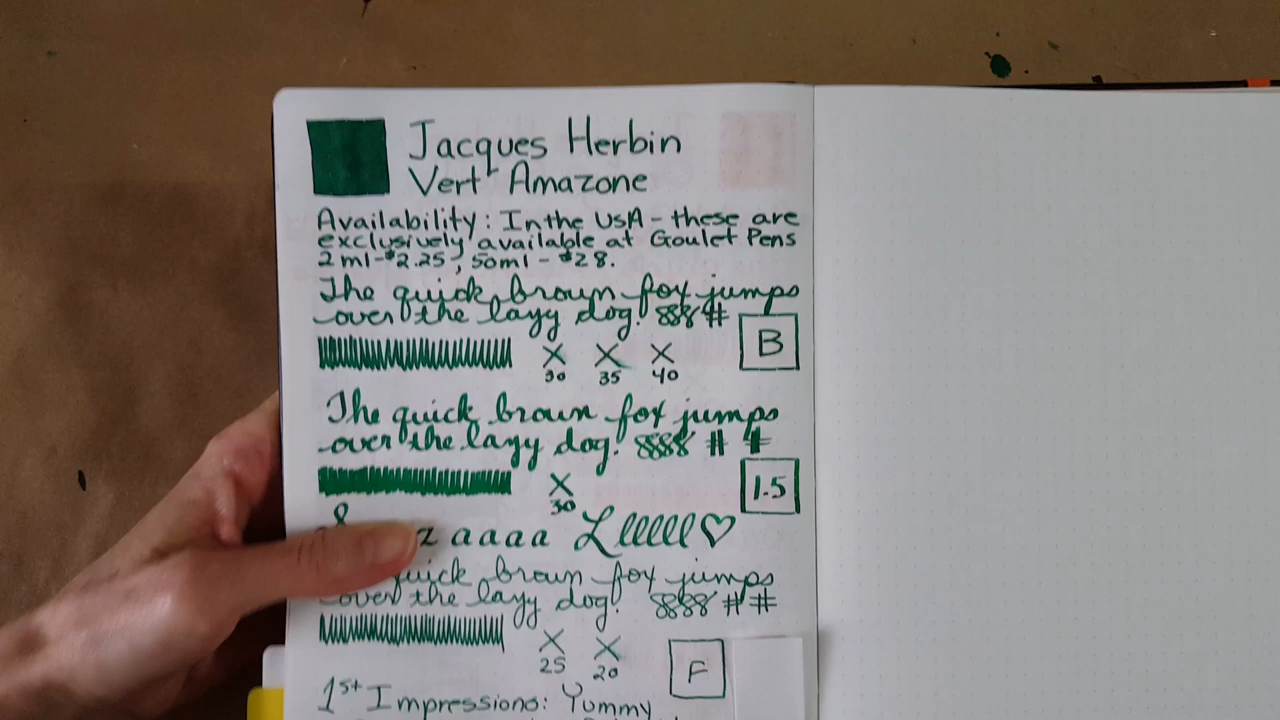 Jacques Herbin
Vert Amazone
Availability: In the USA - these are
exclusively available at Goulet Pens
2ml-$2.25, 50ml - $28.
The quick brown fox jumps
over the lazy dog. 888 #
B
X X X
30 35 40
The quick brown fox jumps
over the lazy dog! 888 # #
1.5
X
30
z a a a a Llllll♡
quick brown fox jumps
over the lazy dog! 888 # #
X X
25 20
F
1st Impressions: Yummy